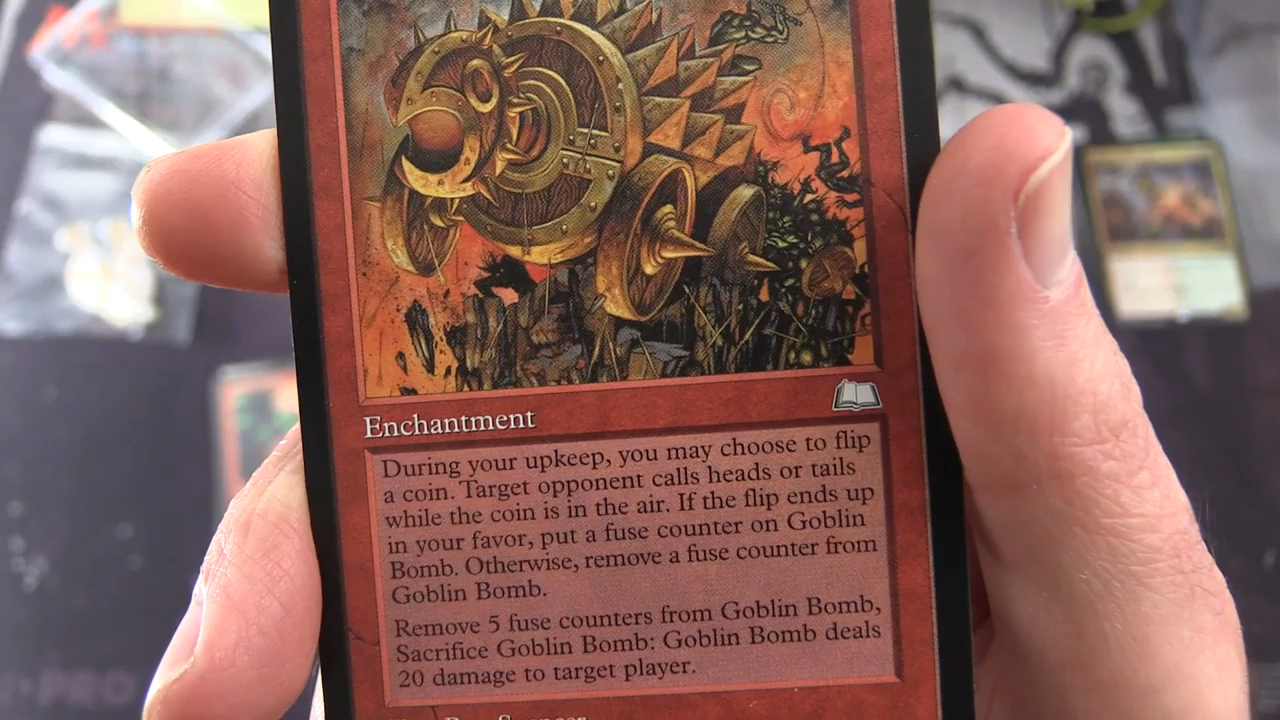 Enchantment
During your upkeep, you may choose to flip
a coin. Target opponent calls heads or tails
while the coin is in the air. If the flip ends up
in your favor, put a fuse counter on Goblin
Bomb. Otherwise, remove a fuse counter from
Goblin Bomb.
Remove 5 fuse counters from Goblin Bomb,
Sacrifice Goblin Bomb: Goblin Bomb deals
20 damage to target player.
Spencer
PRO